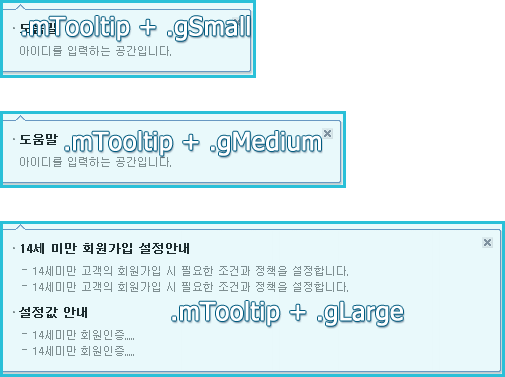 · 도움말
.mTooltip + .gSmall
아이디를 입력하는 공간입니다.
· 도움말
.mTooltip + .gMedium
아이디를 입력하는 공간입니다.
· 14세 미만 회원가입 설정안내
- 14세미만 고객의 회원가입 시 필요한 조건과 정책을 설정합니다.
- 14세미만 고객의 회원가입 시 필요한 조건과 정책을 설정합니다.
· 설정값 안내
.mTooltip + .gLarge
- 14세미만 회원인증.....
- 14세미만 회원인증.....